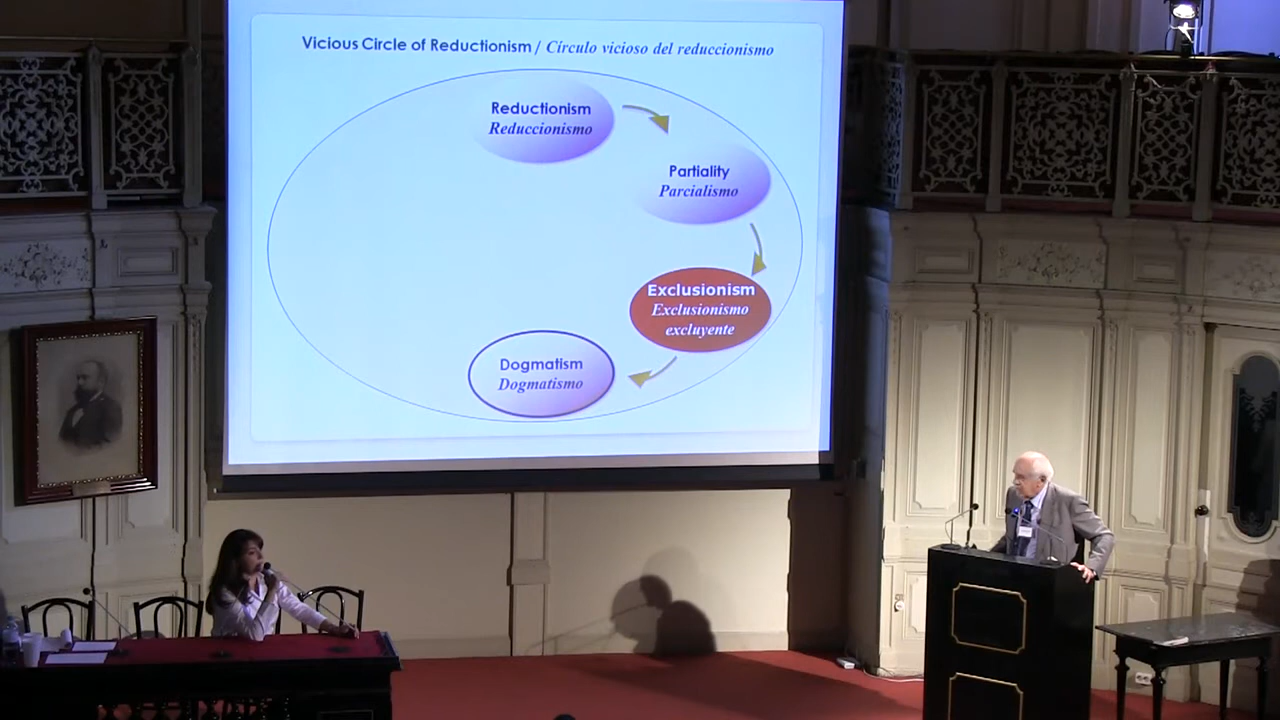 Vicious Circle of Reductionism / Círculo vicioso del reduccionismo
Reductionism
Reduccionismo
Partiality
Parcialismo
Exclusionism
Exclusionismo
excluyente
Dogmatism
Dogmatismo